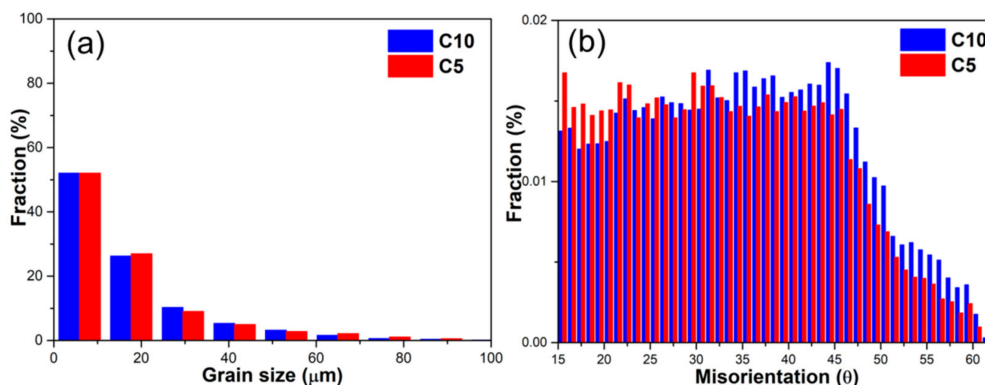 (a)
C10
C5
Fraction (%)
100
80
60
40
20
0
0 20 40 60 80 100
Grain size (μm)
(b)
C10
C5
Fraction (%)
0.02
0.01
0.00
15 20 25 30 35 40 45 50 55 60
Misorientation (θ)